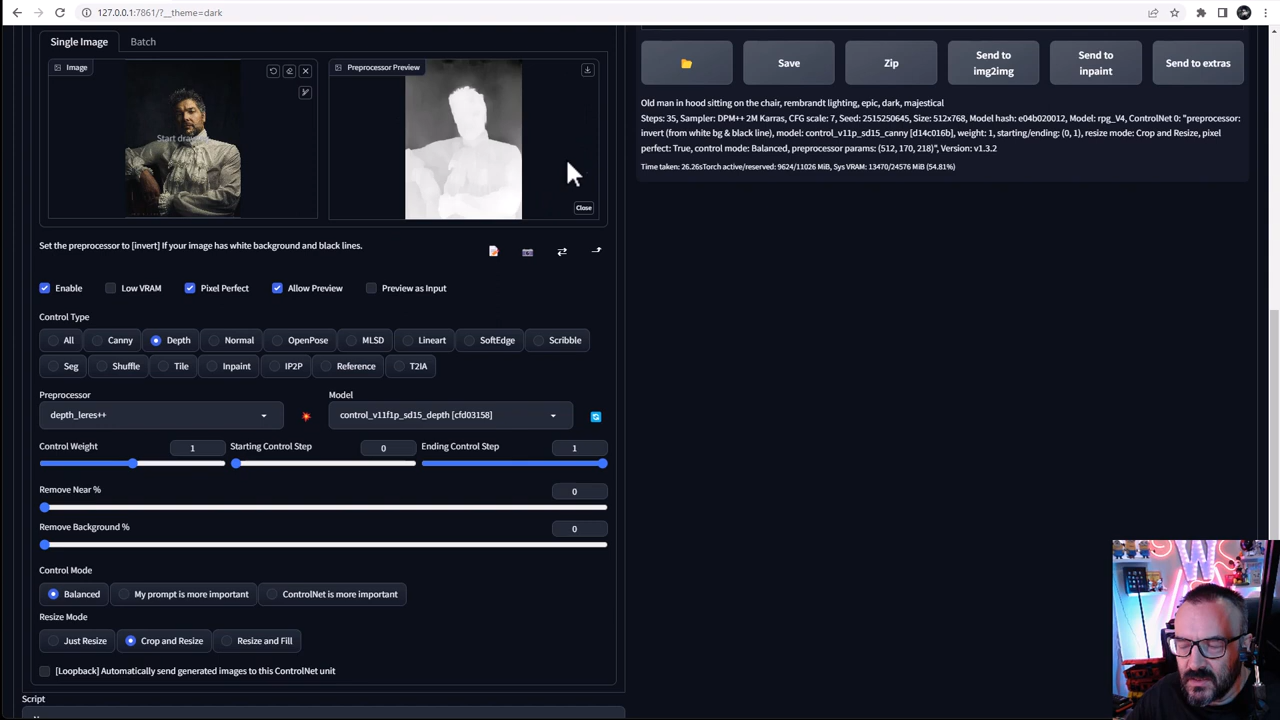 127.0.0.1:7861/?__theme=dark
Single Image
Batch
Image
Start drawing
Preprocessor Preview
Close
Set the preprocessor to [invert] If your image has white background and black lines.
Enable
Low VRAM
Pixel Perfect
Allow Preview
Preview as Input
Control Type
All
Canny
Depth
Normal
OpenPose
MLSD
Lineart
SoftEdge
Scribble
Seg
Shuffle
Tile
Inpaint
IP2P
Reference
T2IA
Preprocessor
Model
depth_leres++
control_v11f1p_sd15_depth [cfd03158]
Control Weight
1
Starting Control Step
0
Ending Control Step
1
Remove Near %
0
Remove Background %
0
Control Mode
Balanced
My prompt is more important
ControlNet is more important
Resize Mode
Just Resize
Crop and Resize
Resize and Fill
[Loopback] Automatically send generated images to this ControlNet unit
Script
Save
Zip
Send to img2img
Send to inpaint
Send to extras
Old man in hood sitting on the chair, rembrandt lighting, epic, dark, majestical
Steps: 35, Sampler: DPM++ 2M Karras, CFG scale: 7, Seed: 2515250645, Size: 512x768, Model hash: e04b020012, Model: rpg_V4, ControlNet 0: "preprocessor:
invert (from white bg & black line), model: control_v11p_sd15_canny [d14c016b], weight: 1, starting/ending: (0, 1), resize mode: Crop and Resize, pixel
perfect: True, control mode: Balanced, preprocessor params: (512, 170, 218)", Version: v1.3.2
Time taken: 26.26sTorch active/reserved: 9624/11026 MiB, Sys VRAM: 13470/24576 MiB (54.81%)